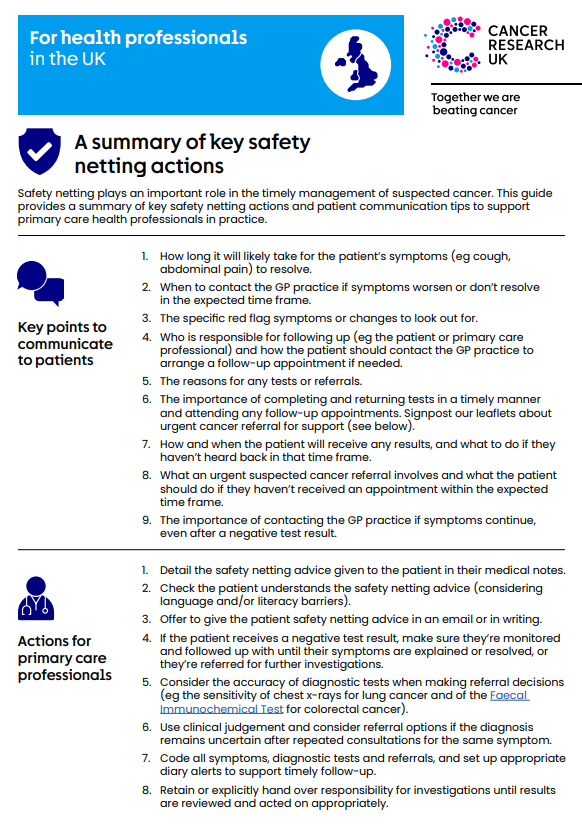 For health professionals
in the UK
CANCER
RESEARCH
UK
Together we are
beating cancer
A summary of key safety
netting actions
Safety netting plays an important role in the timely management of suspected cancer. This guide
provides a summary of key safety netting actions and patient communication tips to support
primary care health professionals in practice.
Key points to
communicate
to patients
1. How long it will likely take for the patient's symptoms (eg cough,
abdominal pain) to resolve.
2. When to contact the GP practice if symptoms worsen or don't resolve
in the expected time frame.
3. The specific red flag symptoms or changes to look out for.
4. Who is responsible for following up (eg the patient or primary care
professional) and how the patient should contact the GP practice to
arrange a follow-up appointment if needed.
5. The reasons for any tests or referrals.
6. The importance of completing and returning tests in a timely manner
and attending any follow-up appointments. Signpost our leaflets about
urgent cancer referral for support (see below).
7. How and when the patient will receive any results, and what to do if they
haven't heard back in that time frame.
8. What an urgent suspected cancer referral involves and what the patient
should do if they haven't received an appointment within the expected
time frame.
9. The importance of contacting the GP practice if symptoms continue,
even after a negative test result.
Actions for
primary care
professionals
1. Detail the safety netting advice given to the patient in their medical notes.
2. Check the patient understands the safety netting advice (considering
language and/or literacy barriers).
3. Offer to give the patient safety netting advice in an email or in writing.
4. If the patient receives a negative test result, make sure they're monitored
and followed up with until their symptoms are explained or resolved, or
they're referred for further investigations.
5. Consider the accuracy of diagnostic tests when making referral decisions
(eg the sensitivity of chest x-rays for lung cancer and of the Faecal
Immunochemical Test for colorectal cancer).
6. Use clinical judgement and consider referral options if the diagnosis
remains uncertain after repeated consultations for the same symptom.
7. Code all symptoms, diagnostic tests and referrals, and set up appropriate
diary alerts to support timely follow-up.
8. Retain or explicitly hand over responsibility for investigations until results
are reviewed and acted on appropriately.